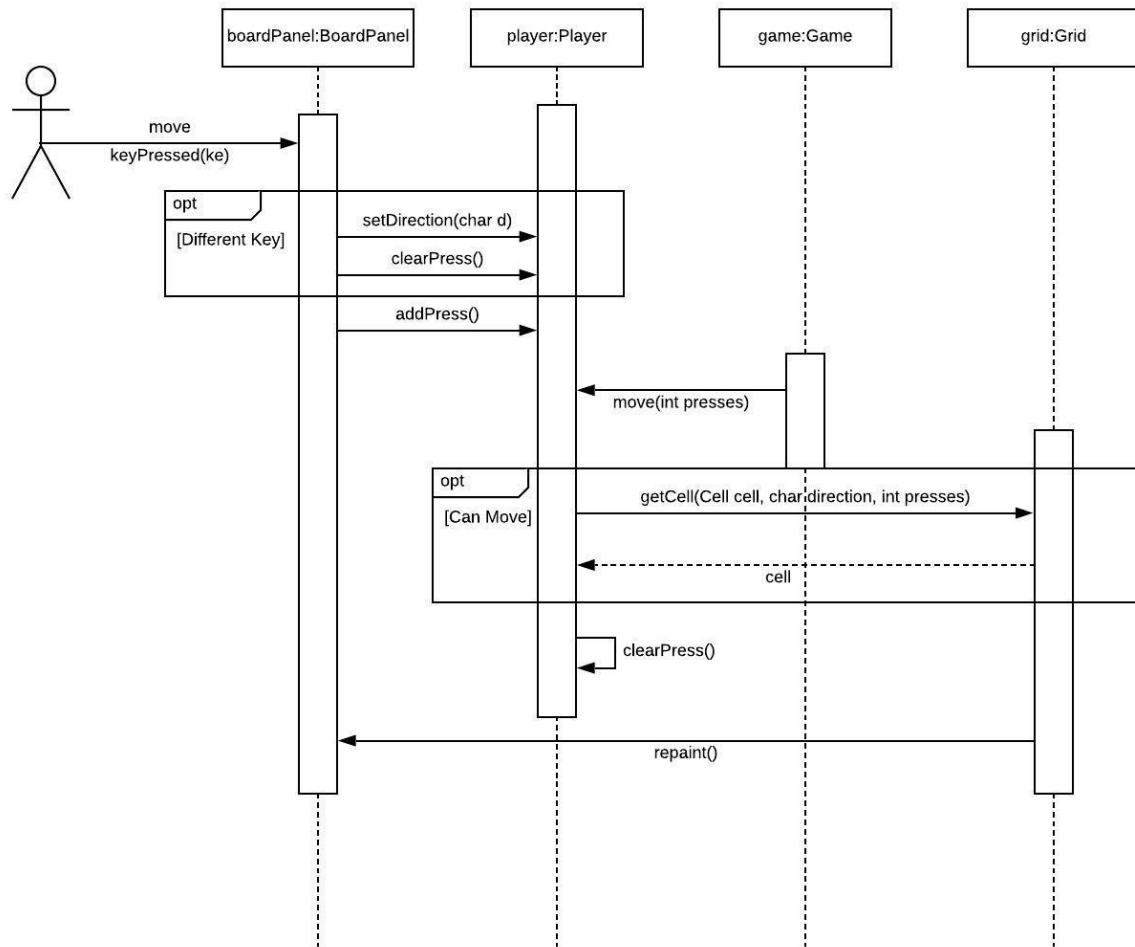 boardPanel:BoardPanel
player:Player
game:Game
grid:Grid
move
keyPressed(ke)
opt
[Different Key]
setDirection(char d)
clearPress()
addPress()
move(int presses)
opt
[Can Move]
getCell(Cell cell, char direction, int presses)
cell
clearPress()
repaint()